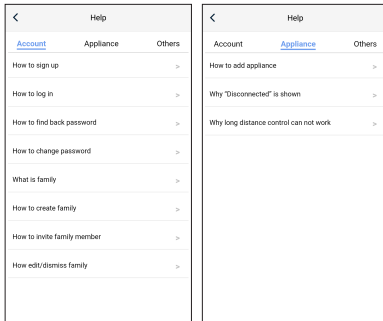 Help
Account Appliance Others
How to sign up >
How to log in >
How to find back password >
How to change password >
What is family >
How to create family >
How to invite family member >
How edit/dismiss family >
Help
Account Appliance Others
How to add appliance >
Why "Disconnected" is shown >
Why long distance control can not work >